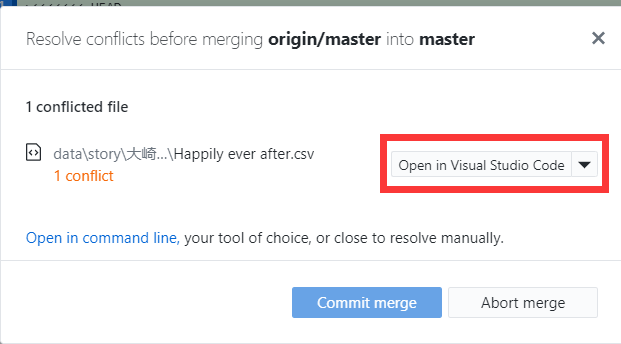 Resolve conflicts before merging origin/master into master
1 conflicted file
data\story\大崎...\Happily ever after.csv
1 conflict
Open in Visual Studio Code
Open in command line, your tool of choice, or close to resolve manually.
Commit merge
Abort merge